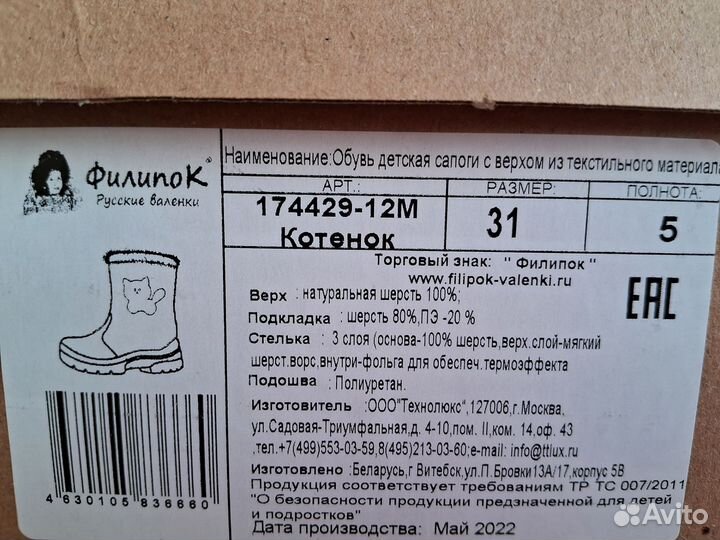 Филипок®
Русские валенки
Наименование:Обувь детская сапоги с верхом из текстильного материала
АРТ.: РАЗМЕР: ПОЛНОТА:
174429-12М
Котенок
31
5
Торговый знак: " Филипок "
www.filipok-valenki.ru
Верх : натуральная шерсть 100%;
Подкладка : шерсть 80%,ПЭ -20 %
Стелька : 3 слоя (основа-100% шерсть,верх.слой-мягкий
шерст.ворс,внутри-фольга для обеспеч.термоэффекта
Подошва : Полиуретан.
EAC
Изготовитель :ООО"Технолюкс",127006,г.Москва,
ул.Садовая-Триумфальная,д. 4-10,пом. II,ком. 14,оф. 43
,тел.+7(499)553-03-59,8(495)213-03-60;e-mail: info@ttlux.ru
Изготовлено :Беларусь,г Витебск,ул.П.Бровки13А/17,корпус 5В
Продукция соответствует требованиям ТР ТС 007/2011
"О безопасности продукции предназначенной для детей
и подростков"
Дата производства: Май 2022
4 630105 836660
Avito